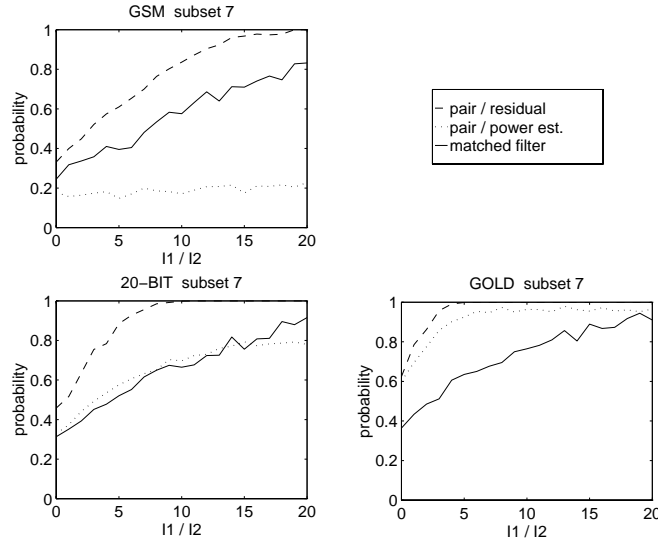 GSM subset 7
1
0.8
0.6
0.4
0.2
0
probability
0 5 10 15 20
I1 / I2
pair / residual
pair / power est.
matched filter
20−BIT subset 7
1
0.8
0.6
0.4
0.2
0
probability
0 5 10 15 20
I1 / I2
GOLD subset 7
1
0.8
0.6
0.4
0.2
0
probability
0 5 10 15 20
I1 / I2